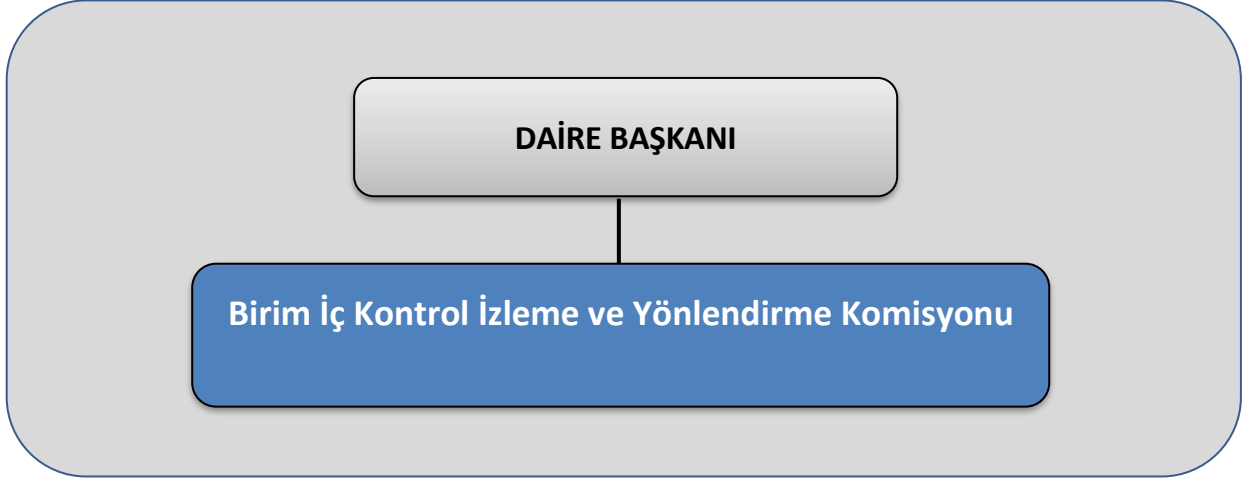 DAİRE BAŞKANI
Birim İç Kontrol İzleme ve Yönlendirme Komisyonu